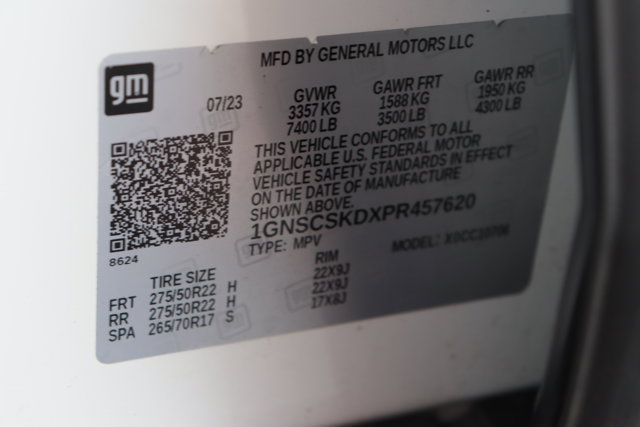 MFD BY GENERAL MOTORS LLC
gm
07/23
GVWR GAWR FRT GAWR RR
3357 KG 1588 KG 1950 KG
7400 LB 3500 LB 4300 LB
THIS VEHICLE CONFORMS TO ALL
APPLICABLE U.S. FEDERAL MOTOR
VEHICLE SAFETY STANDARDS IN EFFECT
ON THE DATE OF MANUFACTURE
SHOWN ABOVE.
1GNSCSKDXPR457620
TYPE: MPV MODEL:
8624
TIRE SIZE RIM
FRT 275/50R22 H 22X9J
RR 275/50R22 H 22X9J
SPA 265/70R17 S 17X8J